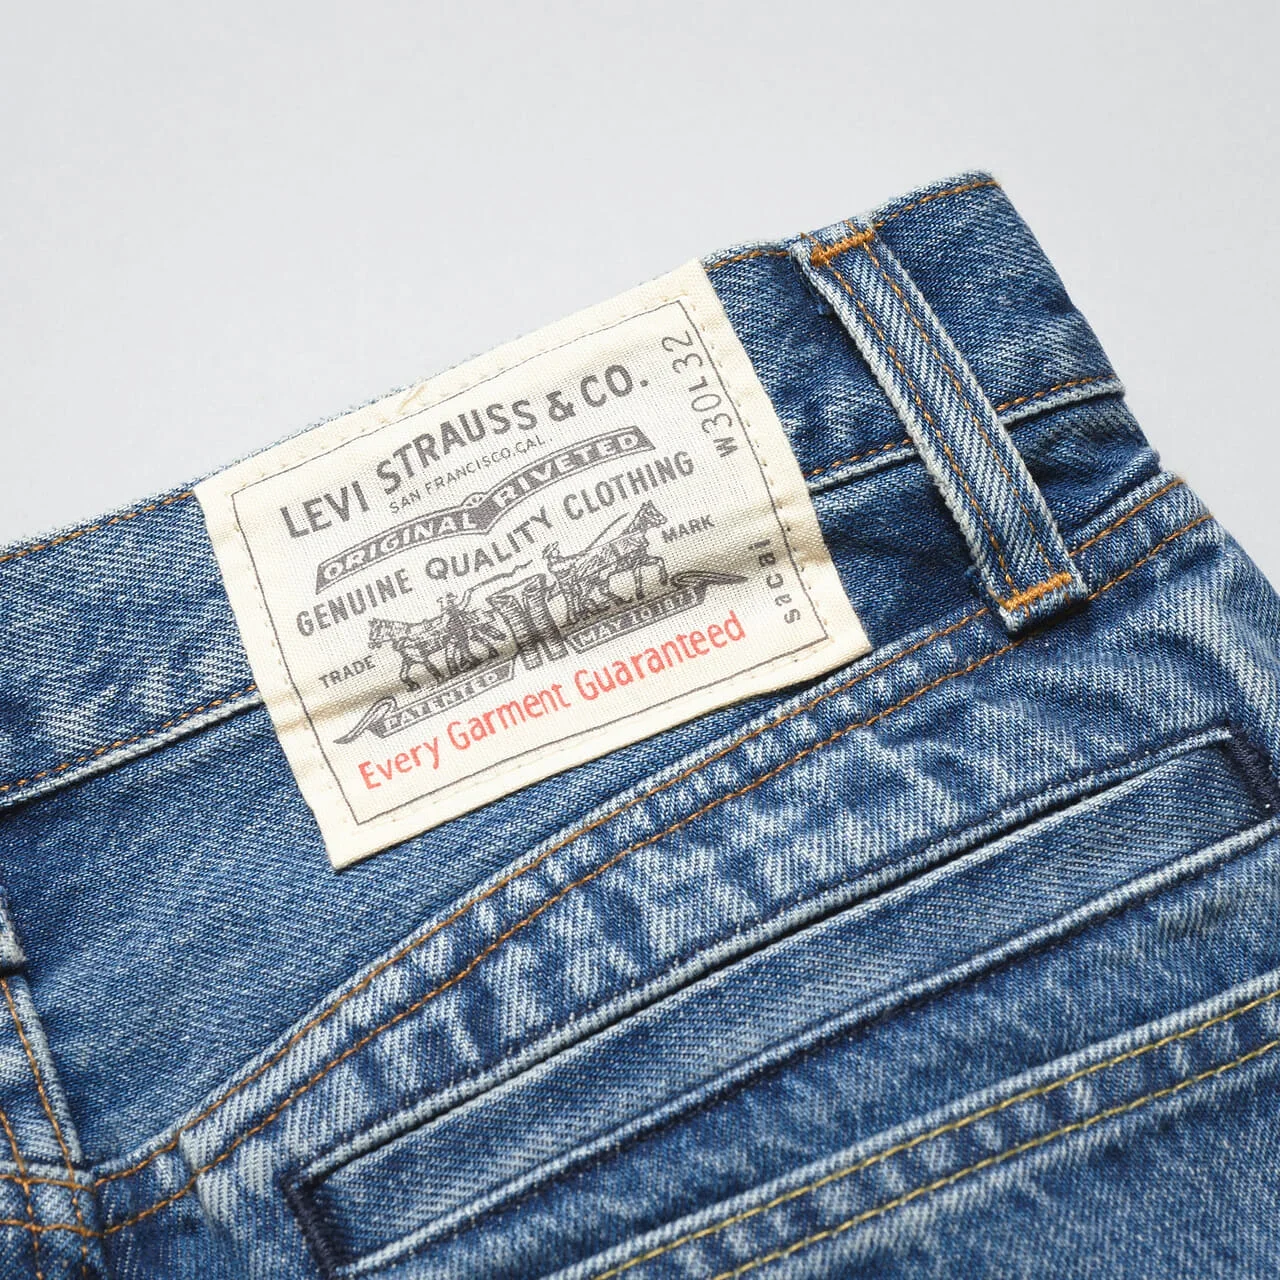 LEVI STRAUSS & CO.
SAN FRANCISCO, CAL.
ORIGINAL RIVETED
GENUINE QUALITY CLOTHING
TRADE MARK
PATENTED MAY 20 1873
Every Garment Guaranteed
W30L32
sacai